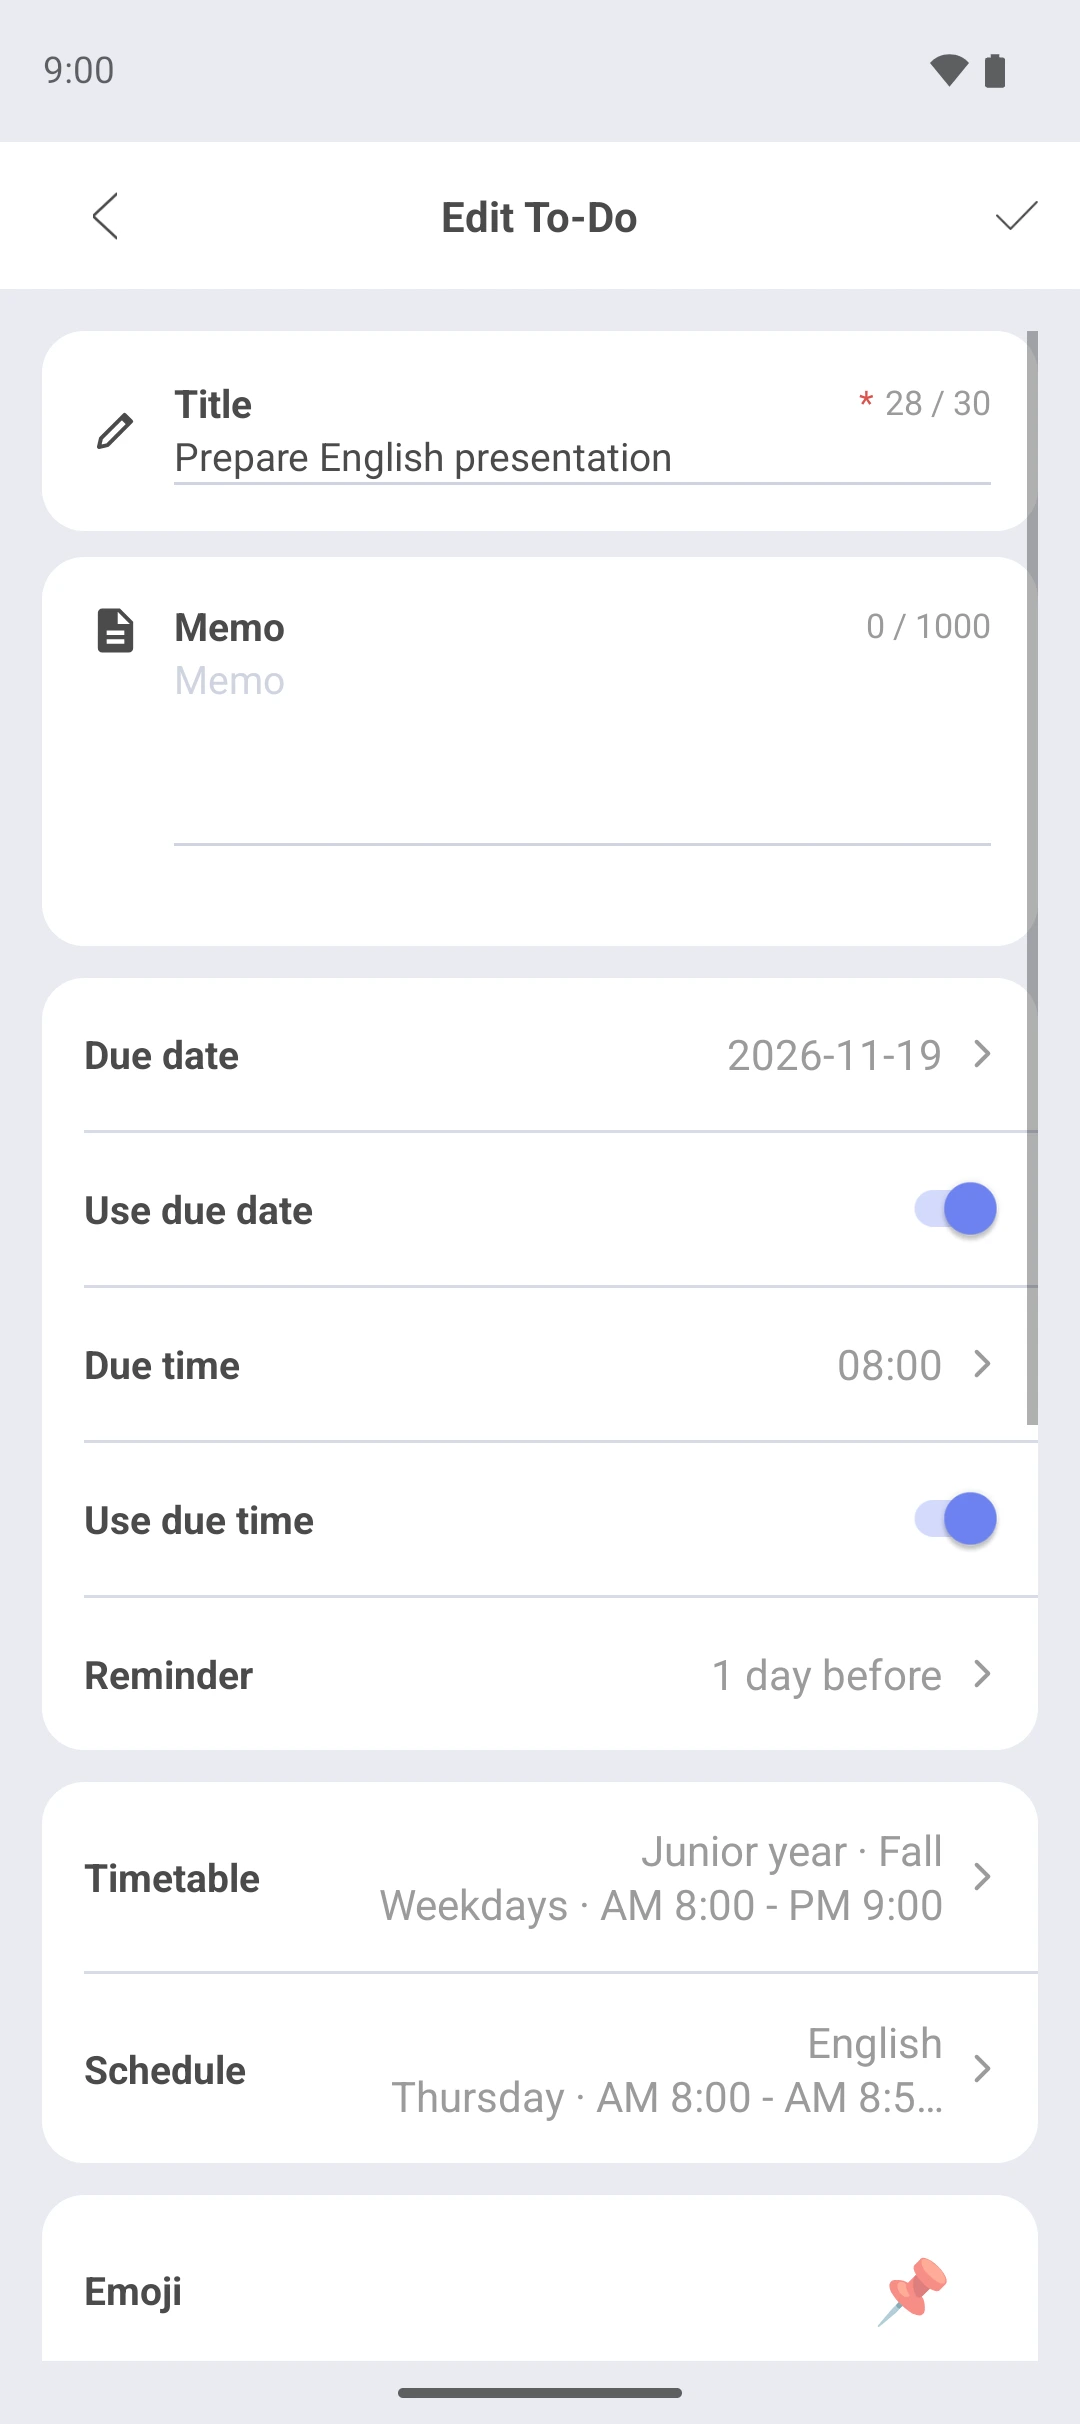 9:00
Edit To-Do
Title
* 28 / 30
Prepare English presentation
Memo
0 / 1000
Memo
Due date
2026-11-19
Use due date
Due time
08:00
Use due time
Reminder
1 day before
Timetable
Junior year · Fall
Weekdays · AM 8:00 - PM 9:00
Schedule
English
Thursday · AM 8:00 - AM 8:5...
Emoji